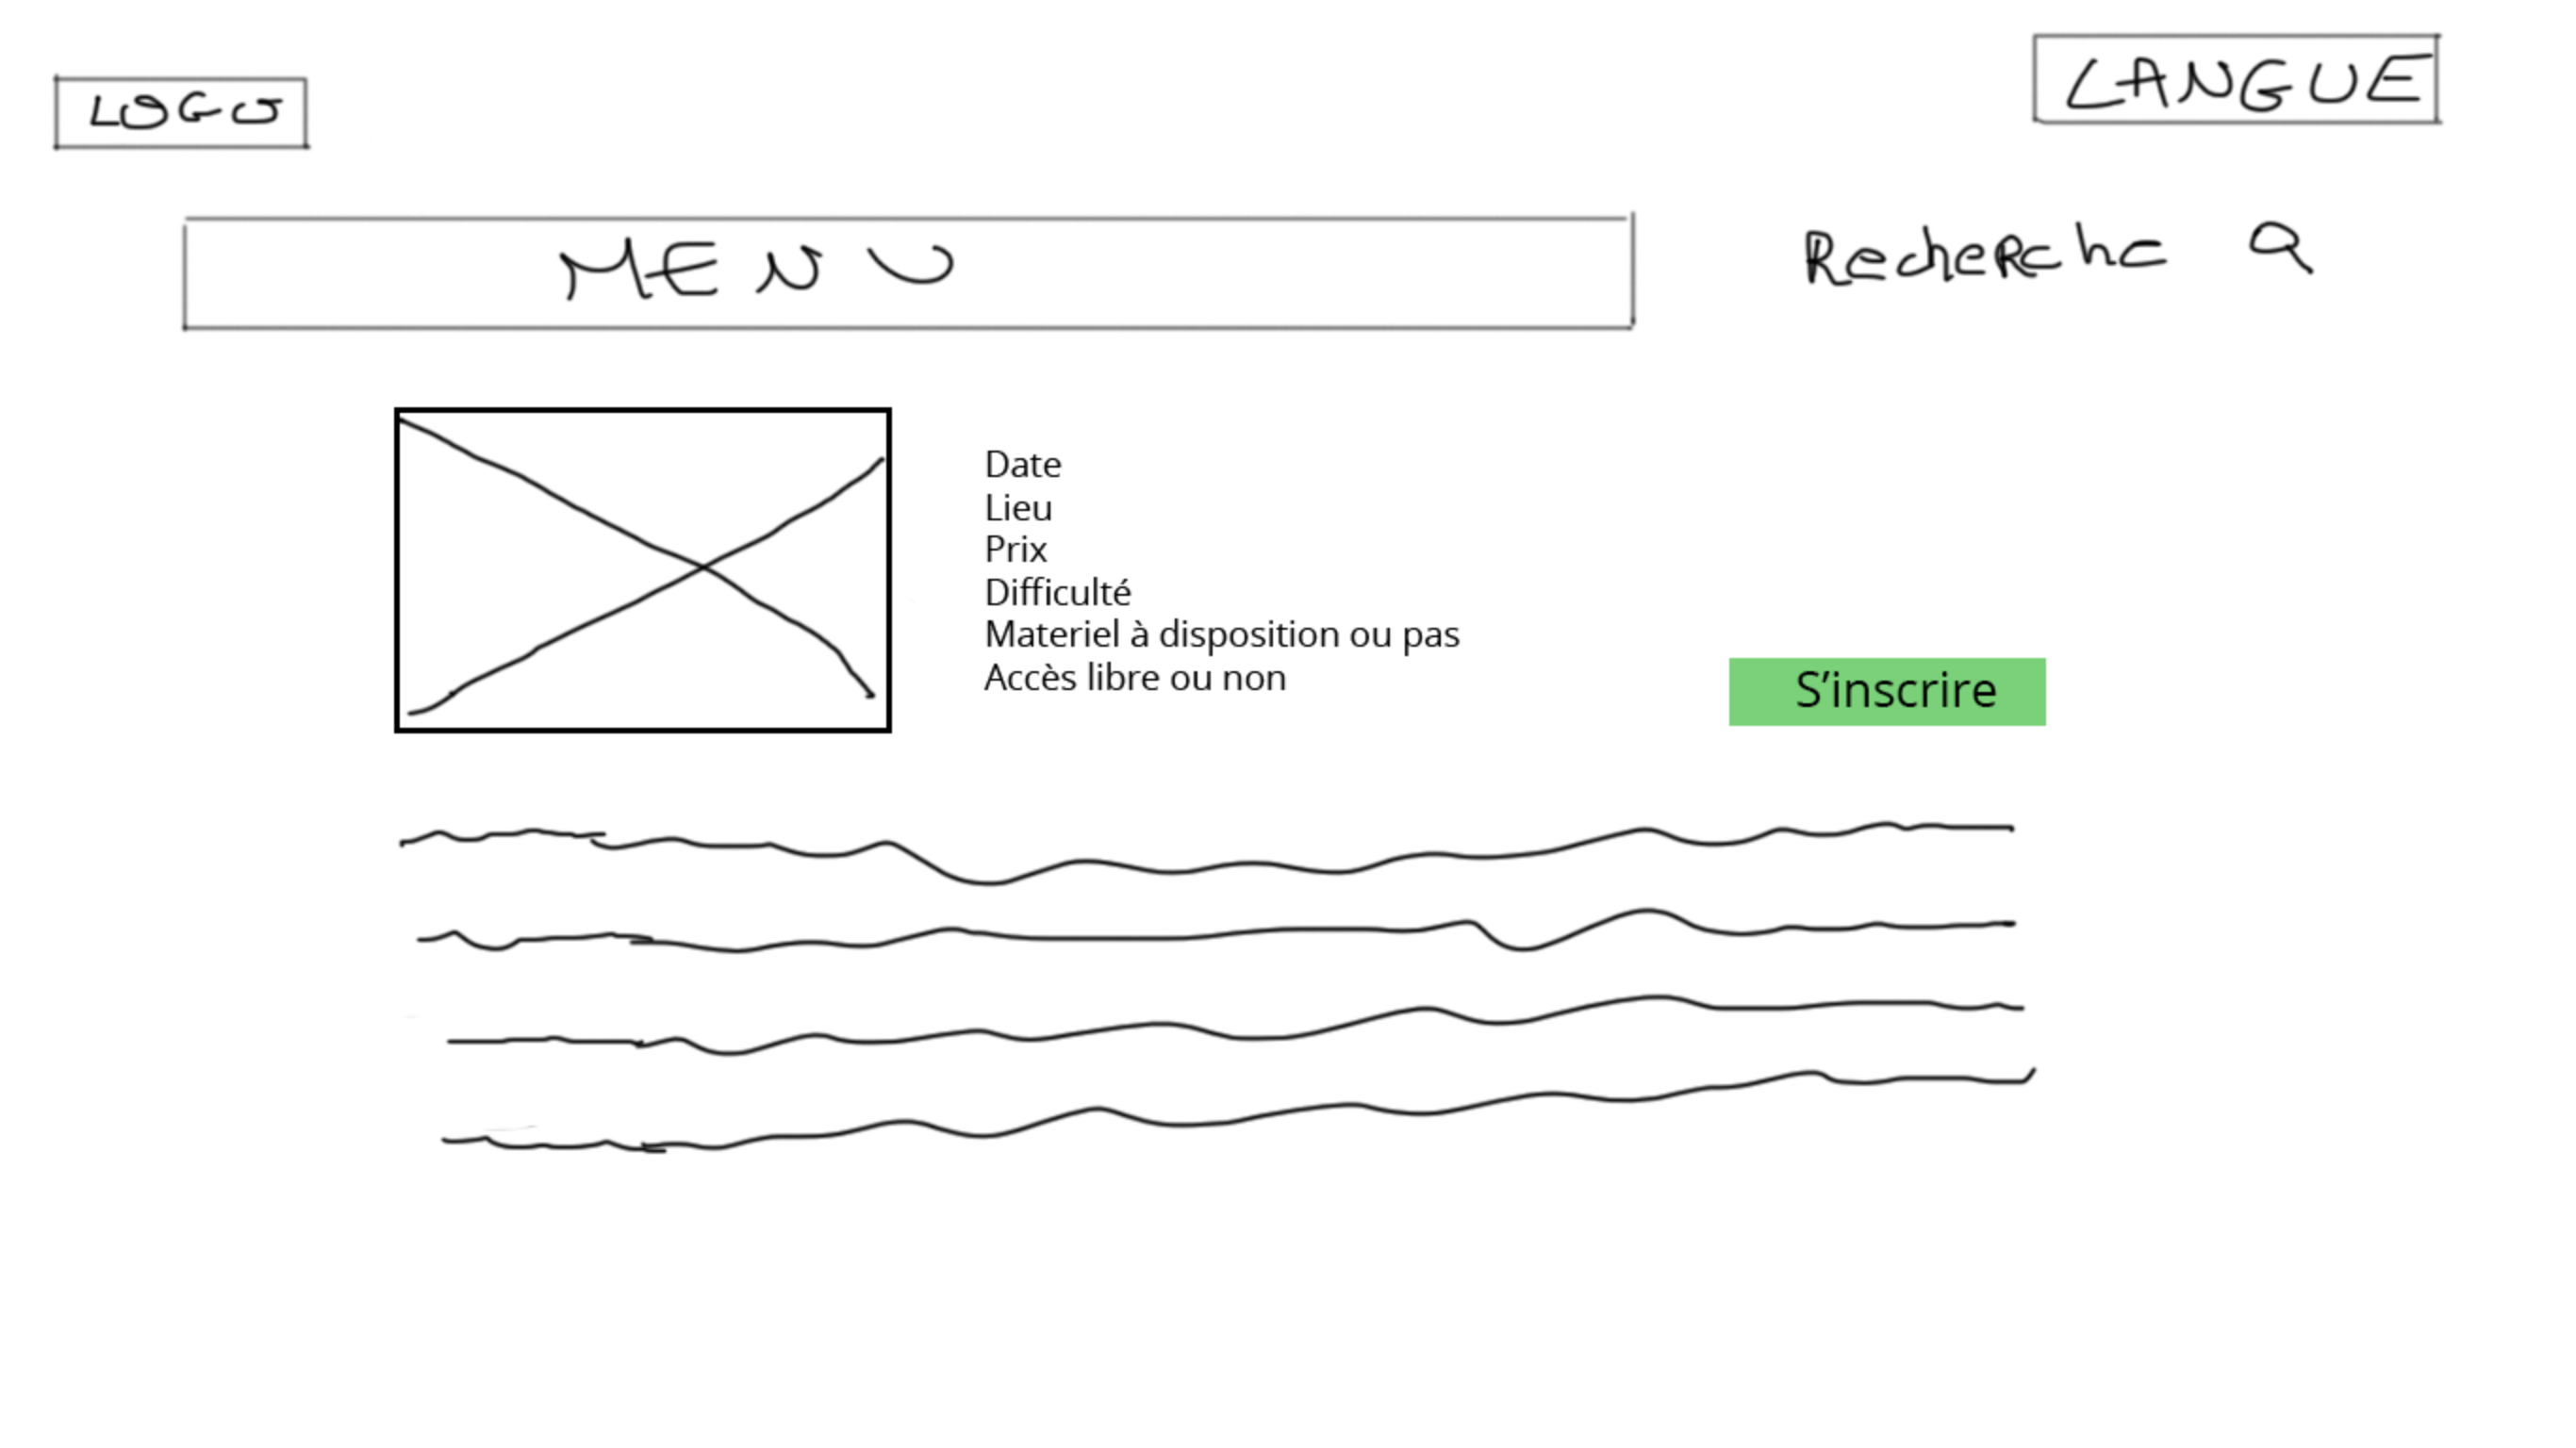 LOGO
LANGUE
MENU
Recherche
Date
Lieu
Prix
Difficulté
Materiel à disposition ou pas
Accès libre ou non
S'inscrire